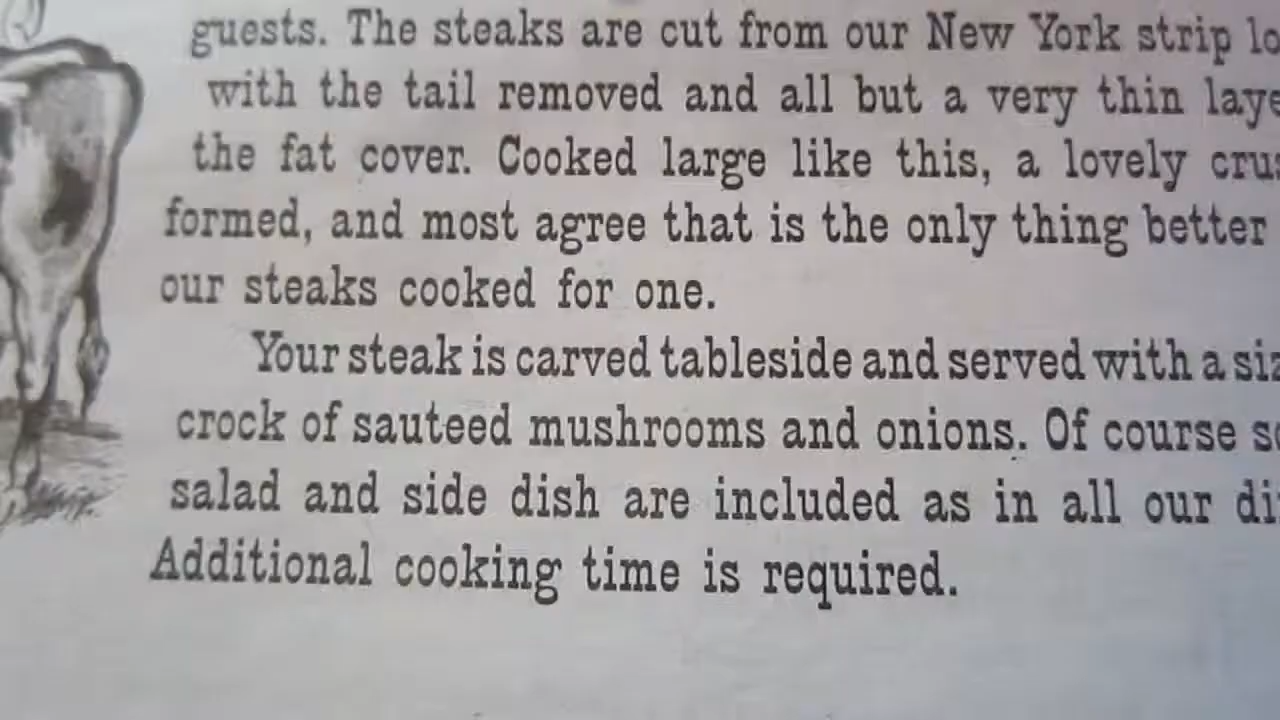 guests. The steaks are cut from our New York strip
with the tail removed and all but a very thin
the fat cover. Cooked large like this, a lovely
formed, and most agree that is the only thing better
our steaks cooked for one.
Your steak is carved tableside and served with a
crock of sauteed mushrooms and onions. Of course
salad and side dish are included as in all our
Additional cooking time is required.